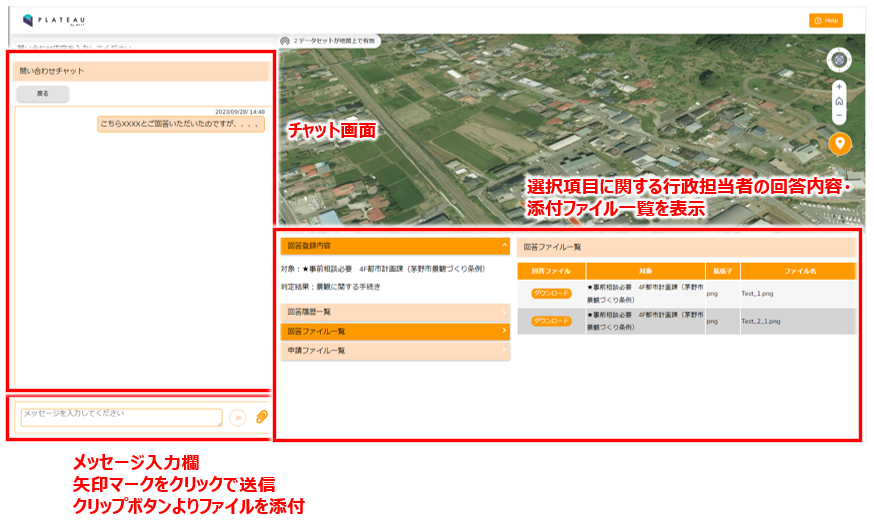 PLATEAU
by MLIT
Help
問い合わせ内容を入力してください
2 データセットが地図上で有効
問い合わせチャット
戻る
2023/09/28/ 14:48
こちらXXXXとご回答いただいたのですが、、、、
チャット画面
選択項目に関する行政担当者の回答内容・
添付ファイル一覧を表示
回答登録内容
対象：★事前相談必要　4F都市計画課（茅野市景観づくり条例）
判定結果：景観に関する手続き
回答履歴一覧
回答ファイル一覧
申請ファイル一覧
回答ファイル一覧
回答ファイル 対象 拡張子 ファイル名
ダウンロード ★事前相談必要　4F都市計画課（茅野市景観づくり条例） png Test_1.png
ダウンロード ★事前相談必要　4F都市計画課（茅野市景観づくり条例） png Test_2_1.png
メッセージを入力してください
メッセージ入力欄
矢印マークをクリックで送信
クリップボタンよりファイルを添付